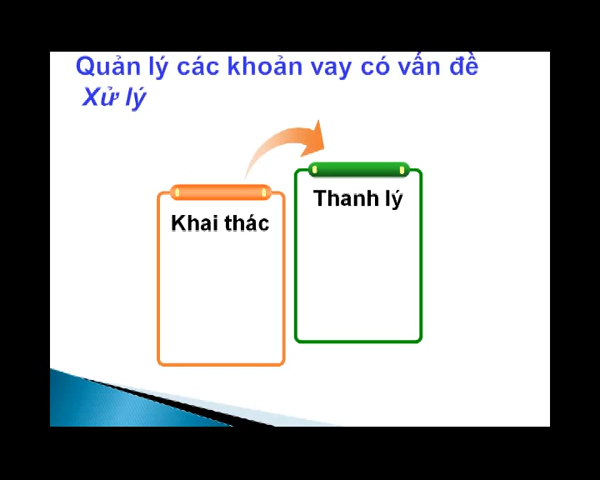 Quản lý các khoản vay có vấn đề
Xử lý
Khai thác
Thanh lý